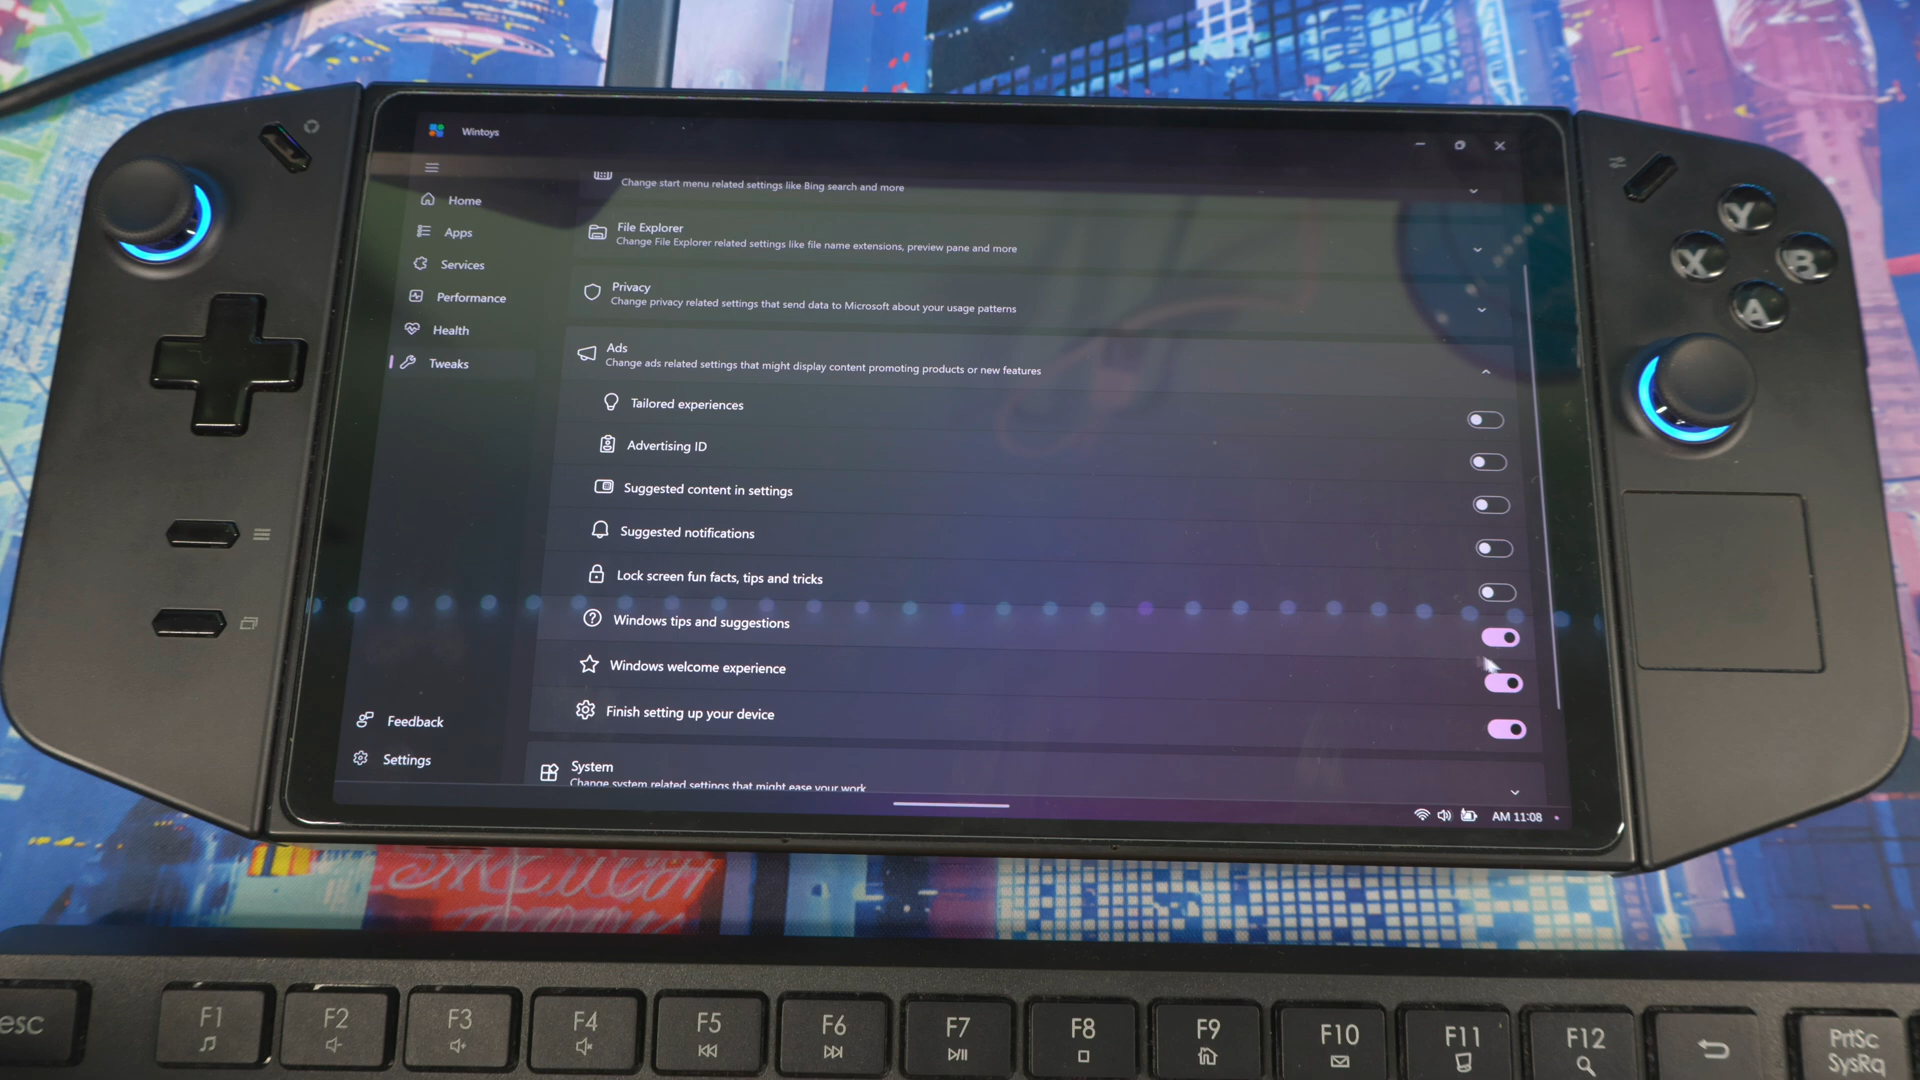 Wintoys
Home
Apps
Services
Performance
Health
Tweaks
Feedback
Settings
Change start menu related settings like Bing search and more
File Explorer
Change File Explorer related settings like file name extensions, preview pane and more
Privacy
Change privacy related settings that send data to Microsoft about your usage patterns
Ads
Change ads related settings that might display content promoting products or new features
Tailored experiences
Advertising ID
Suggested content in settings
Suggested notifications
Lock screen fun facts, tips and tricks
Windows tips and suggestions
Windows welcome experience
Finish setting up your device
System
Change system related settings that might ease your work
AM 11:08
Y
X
B
A
esc
F1
F2
F3
F4
F5
F6
F7
F8
F9
F10
F11
F12
PrtSc
SysRq